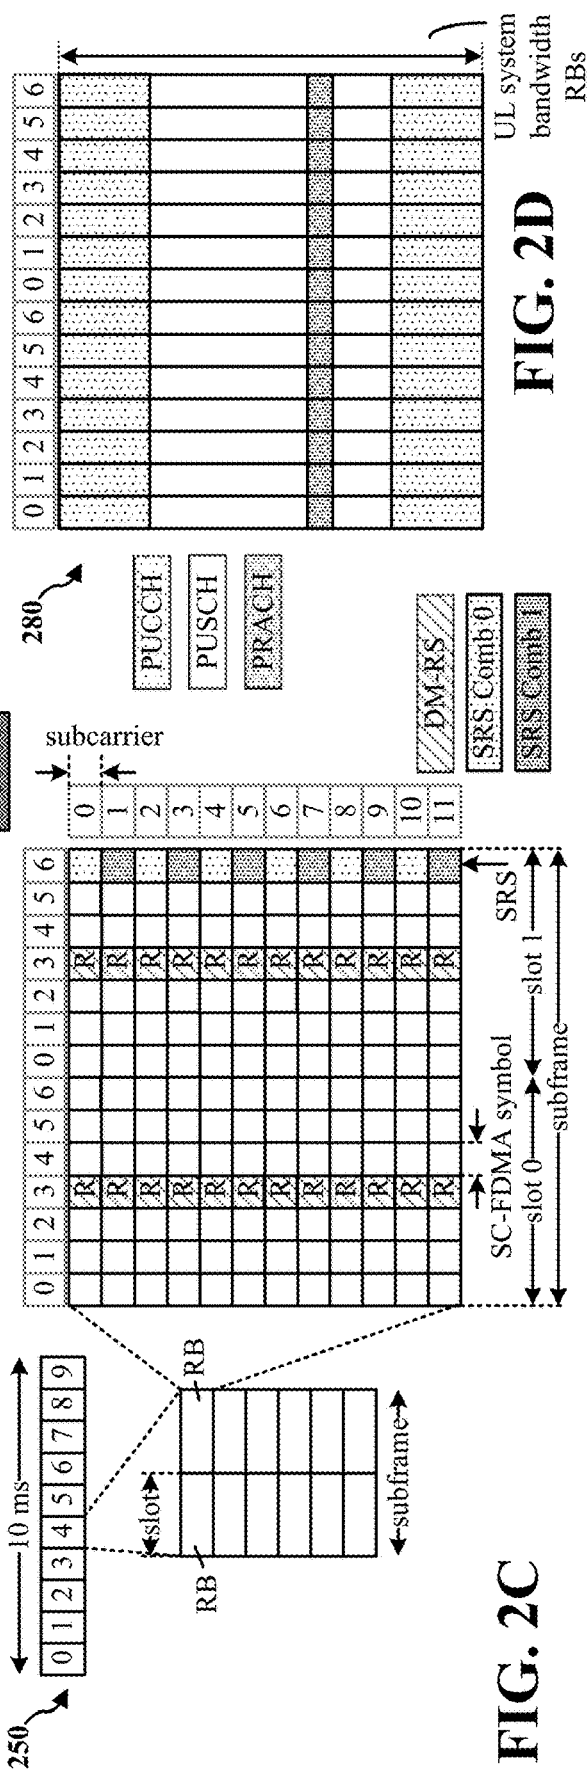 250
10 ms
0 1 2 3 4 5 6 7 8 9
slot
RB
RB
subframe
FIG. 2C
0 1 2 3 4 5 6 0 1 2 3 4 5 6
R R
R R
R R
R R
R R
R R
R R
R R
R R
R R
R R
R R
subcarrier
0
1
2
3
4
5
6
7
8
9
10
11
SC-FDMA symbol
SRS
slot 0
slot 1
subframe
DM-RS
SRS Comb 0
SRS Comb 1
280
PUCCH
PUSCH
PRACH
0 1 2 3 4 5 6 0 1 2 3 4 5 6
UL system
bandwidth
RBs
FIG. 2D